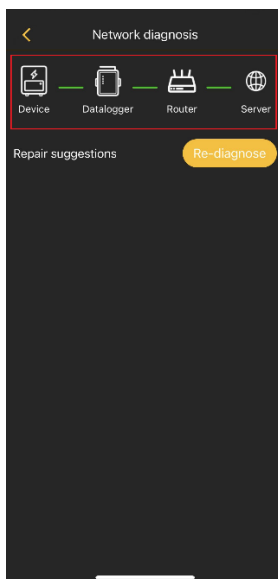 Network diagnosis
Device Datalogger Router Server
Repair suggestions Re-diagnose